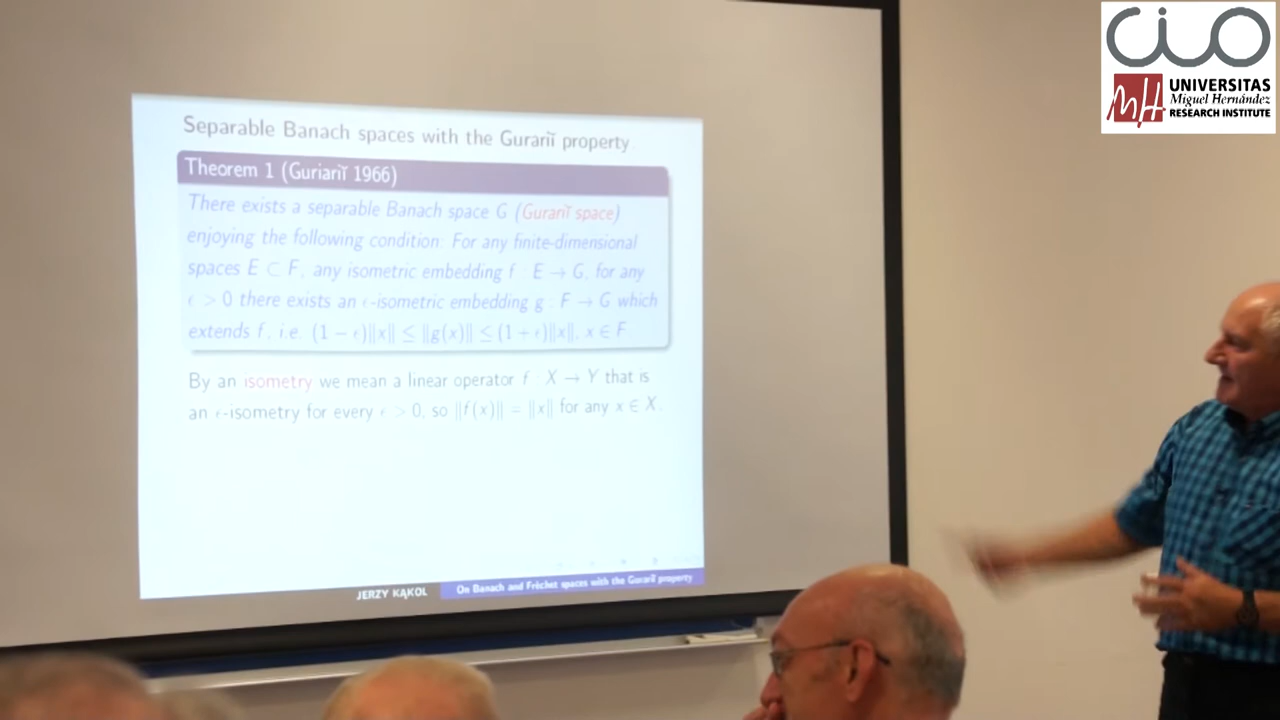 CIO
MH
UNIVERSITAS
Miguel Hernández
RESEARCH INSTITUTE
Separable Banach spaces with the Gurariĭ property
Theorem 1 (Guriariĭ 1966)
There exists a separable Banach space G (Gurariĭ space)
enjoying the following condition: For any finite-dimensional
spaces E ⊂ F, any isometric embedding f : E → G, for any
ϵ > 0 there exists an ϵ-isometric embedding g : F → G which
extends f, i.e. (1 − ϵ)‖x‖ ≤ ‖g(x)‖ ≤ (1 + ϵ)‖x‖, x ∈ F
By an isometry we mean a linear operator f : X → Y that is
an ϵ-isometry for every ϵ > 0, so ‖f(x)‖ = ‖x‖ for any x ∈ X.
JERZY KĄKOL
On Banach and Frèchet spaces with the Gurariĭ property